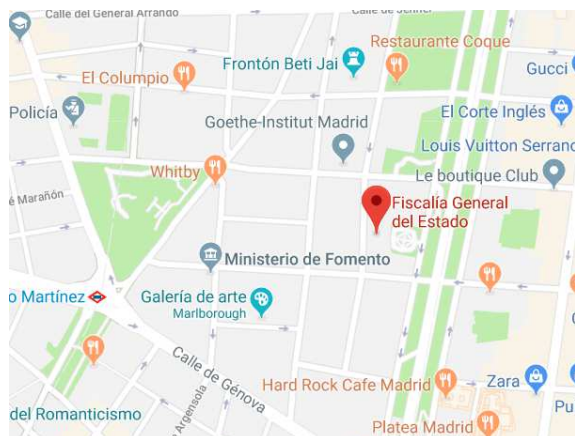 Calle del General Arrando
Calle de Jenner
Restaurante Coque
Frontón Beti Jai
Gucci
El Columpio
Policía
El Corte Inglés
Goethe-Institut Madrid
Louis Vuitton Serrano
Whitby
Le boutique Club
é Marañón
Fiscalía General
del Estado
Ministerio de Fomento
o Martínez
Galería de arte
Marlborough
Calle de Génova
Argensola
Hard Rock Cafe Madrid
Zara
Pu
del Romanticismo
Platea Madrid